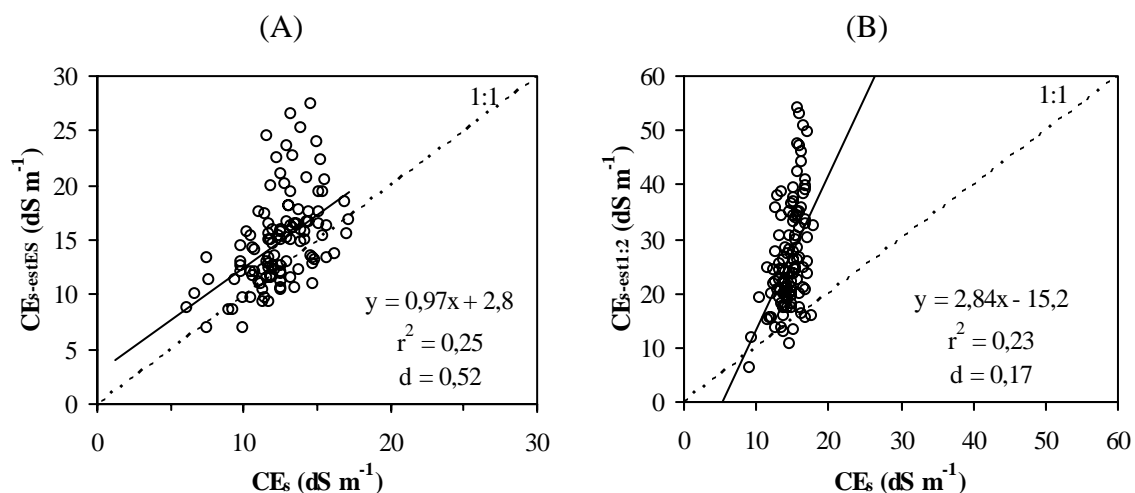 (A)
30
25
20
15
10
5
0
CEs-estES (dS m⁻¹)
1:1
y = 0,97x + 2,8
r² = 0,25
d = 0,52
0 10 20 30
CEs (dS m⁻¹)
(B)
60
50
40
30
20
10
0
CEs-est1:2 (dS m⁻¹)
1:1
y = 2,84x - 15,2
r² = 0,23
d = 0,17
0 10 20 30 40 50 60
CEs (dS m⁻¹)